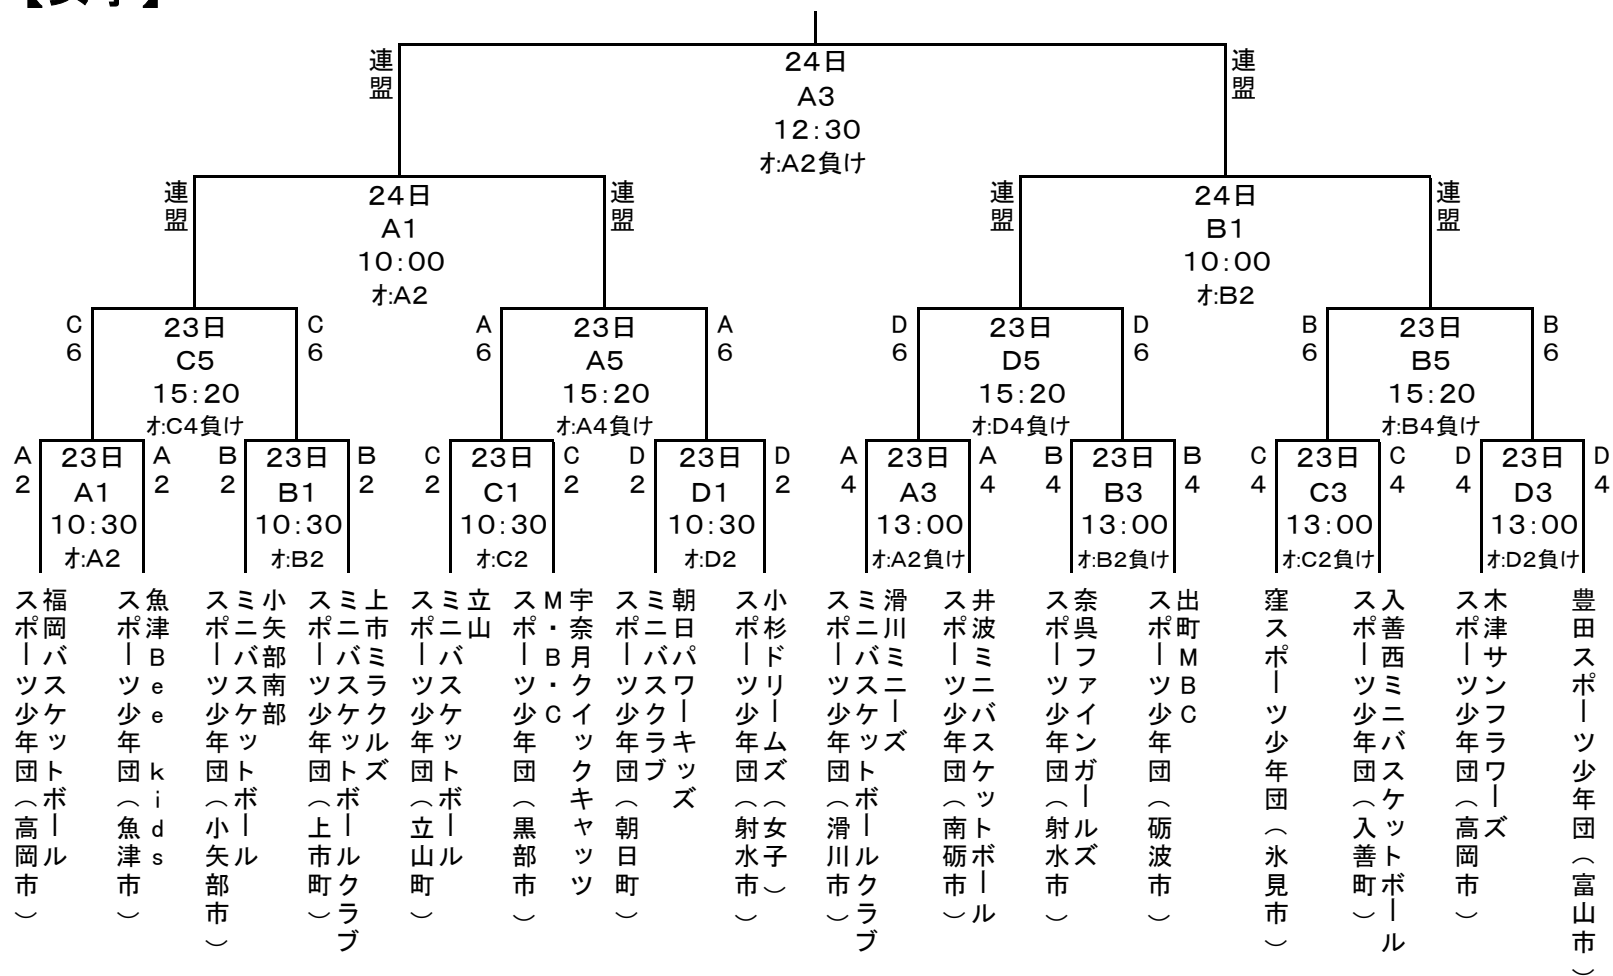 【女子】
24日
A3
12:30
ｵ:A2負け
連盟
連盟
24日
A1
10:00
ｵ:A2
連盟
連盟
24日
B1
10:00
ｵ:B2
連盟
連盟
23日
C5
15:20
ｵ:C4負け
C6
C6
23日
A5
15:20
ｵ:A4負け
A6
A6
23日
D5
15:20
ｵ:D4負け
D6
D6
23日
B5
15:20
ｵ:B4負け
B6
B6
A2
23日
A1
10:30
ｵ:A2
A2
B2
23日
B1
10:30
ｵ:B2
B2
C2
23日
C1
10:30
ｵ:C2
C2
D2
23日
D1
10:30
ｵ:D2
D2
A4
23日
A3
13:00
ｵ:A2負け
A4
B4
23日
B3
13:00
ｵ:B2負け
B4
C4
23日
C3
13:00
ｵ:C2負け
C4
D4
23日
D3
13:00
ｵ:D2負け
D4
福岡バスケットボール
スポーツ少年団（高岡市）
魚津Bee kids
スポーツ少年団（魚津市）
小矢部南部
ミニバスケットボール
スポーツ少年団（小矢部市）
上市ミラクルズ
ミニバスケットボールクラブ
スポーツ少年団（上市町）
立山
ミニバスケットボール
スポーツ少年団（立山町）
宇奈月クイックキャッツ
M・B・C
スポーツ少年団（黒部市）
朝日パワーキッズ
ミニバスクラブ
スポーツ少年団（朝日町）
小杉ドリームズ（女子）
スポーツ少年団（射水市）
滑川ミニーズ
ミニバスケットボールクラブ
スポーツ少年団（滑川市）
井波ミニバスケットボール
スポーツ少年団（南砺市）
奈呉ファインガールズ
スポーツ少年団（射水市）
出町MBC
スポーツ少年団（砺波市）
窪スポーツ少年団（氷見市）
入善西ミニバスケットボール
スポーツ少年団（入善町）
木津サンフラワーズ
スポーツ少年団（高岡市）
豊田スポーツ少年団（富山市）